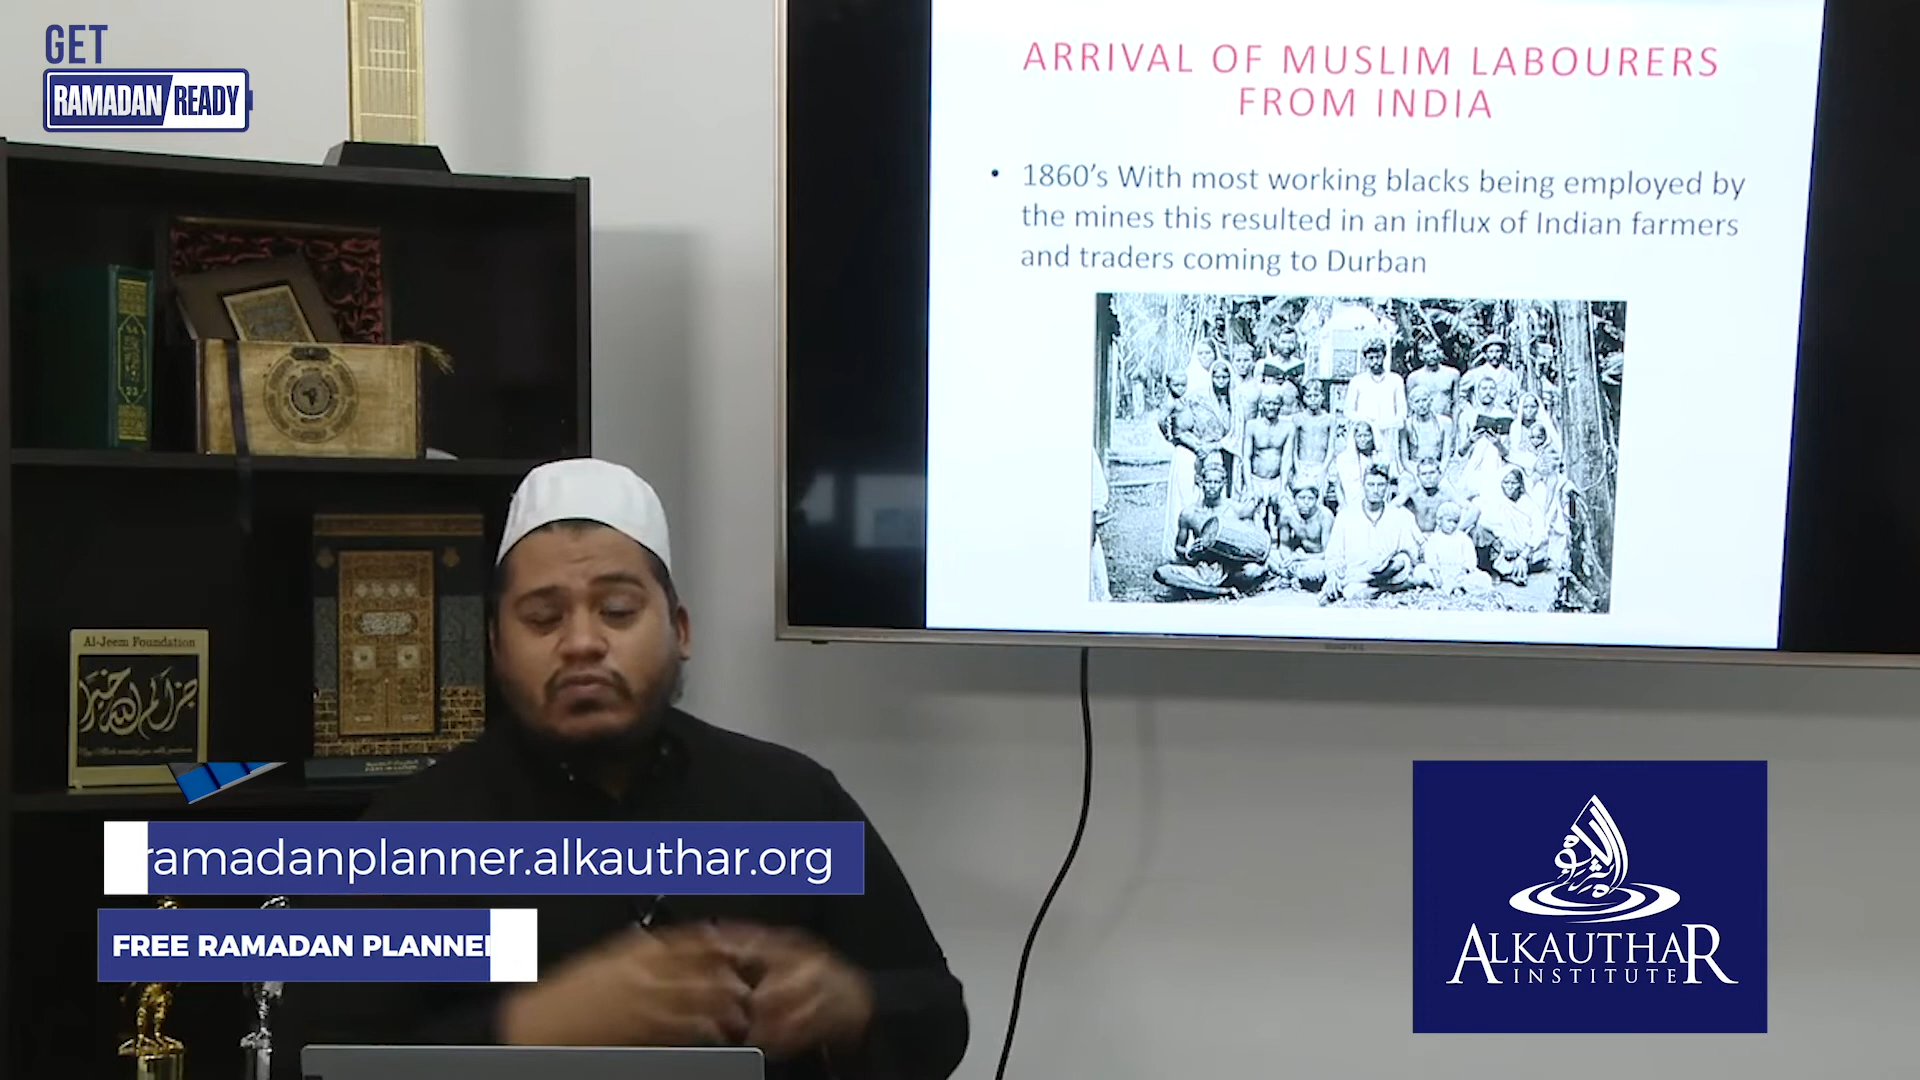 GET
RAMADAN READY
ARRIVAL OF MUSLIM LABOURERS
FROM INDIA
• 1860's With most working blacks being employed by
the mines this resulted in an influx of Indian farmers
and traders coming to Durban
Al-Jeem Foundation
ramadanplanner.alkauthar.org
FREE RAMADAN PLANNE
ALKAUTHAR
INSTITUTE